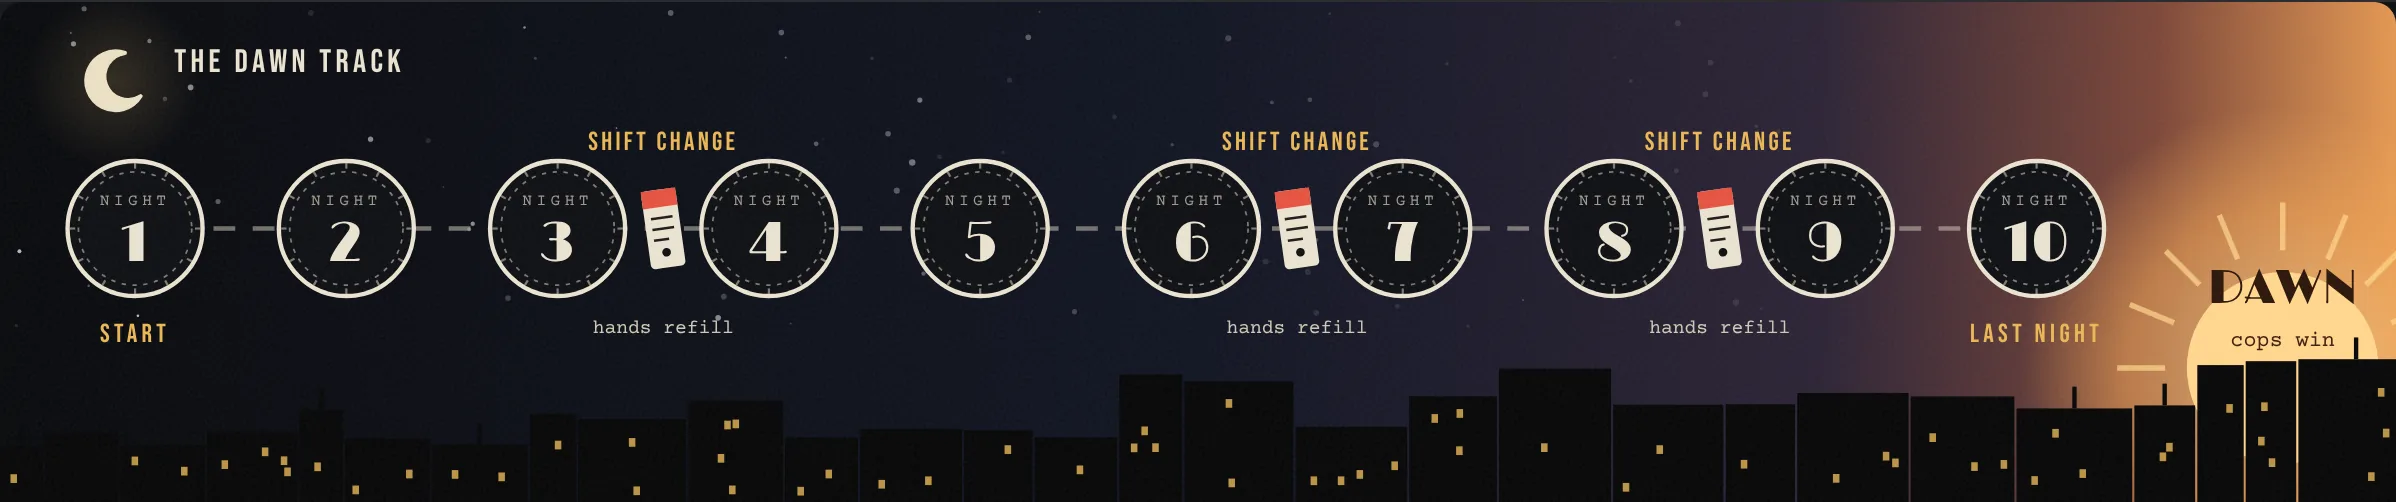 THE DAWN TRACK
SHIFT CHANGE
SHIFT CHANGE
SHIFT CHANGE
NIGHT
1
NIGHT
2
NIGHT
3
NIGHT
4
NIGHT
5
NIGHT
6
NIGHT
7
NIGHT
8
NIGHT
9
NIGHT
10
START
hands refill
hands refill
hands refill
LAST NIGHT
DAWN
cops win